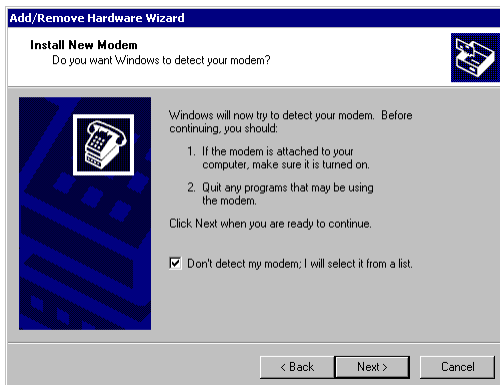 Add/Remove Hardware Wizard
Install New Modem
Do you want Windows to detect your modem?
Windows will now try to detect your modem. Before
continuing, you should:
1. If the modem is attached to your
computer, make sure it is turned on.
2. Quit any programs that may be using
the modem.
Click Next when you are ready to continue.
Don't detect my modem; I will select it from a list.
< Back Next > Cancel